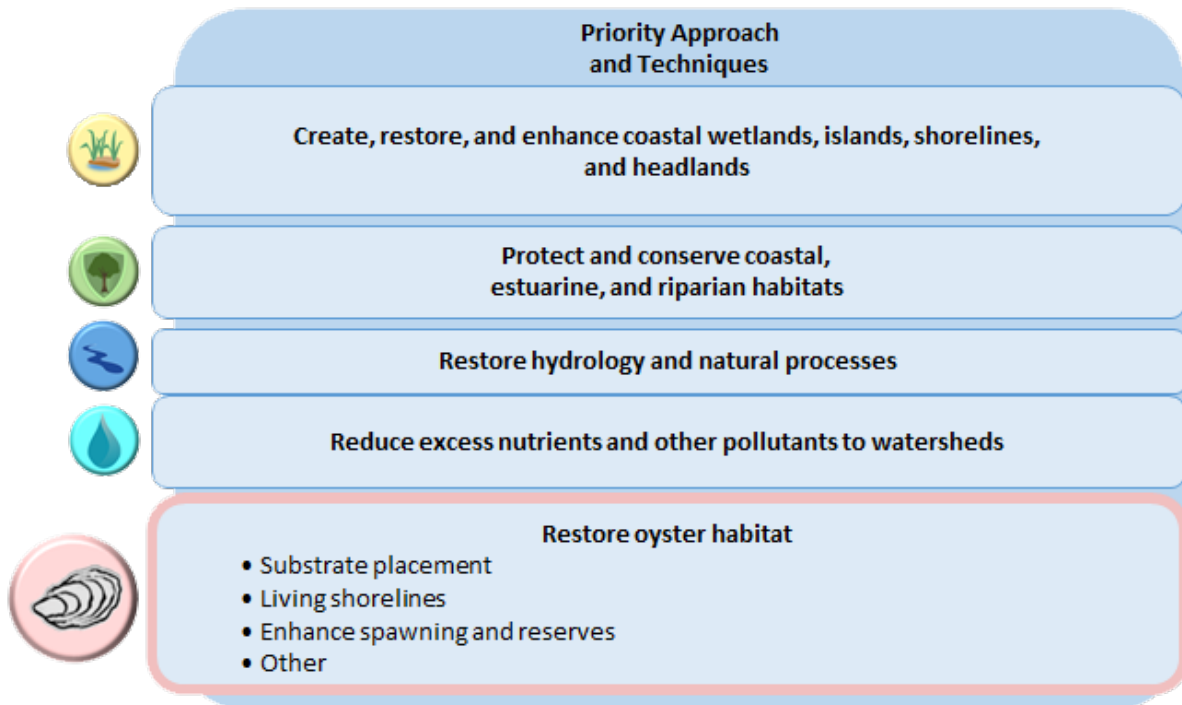 Priority Approach
and Techniques
Create, restore, and enhance coastal wetlands, islands, shorelines,
and headlands
Protect and conserve coastal,
estuarine, and riparian habitats
Restore hydrology and natural processes
Reduce excess nutrients and other pollutants to watersheds
Restore oyster habitat
• Substrate placement
• Living shorelines
• Enhance spawning and reserves
• Other